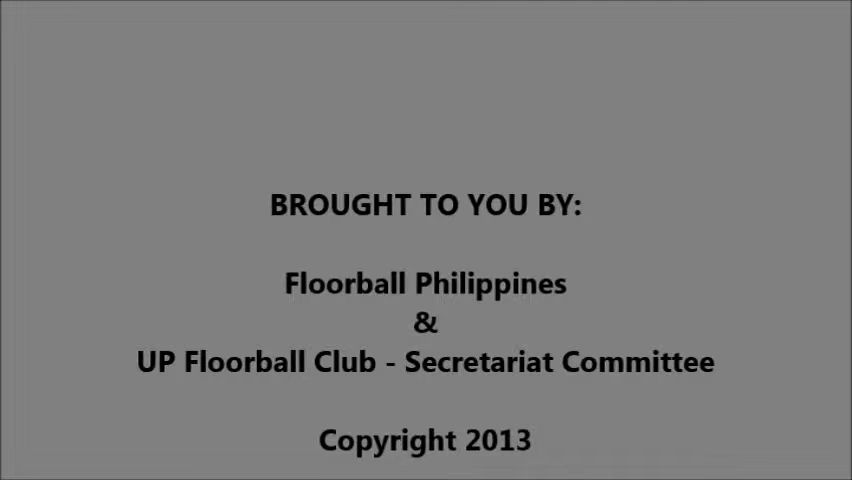 BROUGHT TO YOU BY:
Floorball Philippines
&
UP Floorball Club - Secretariat Committee
Copyright 2013